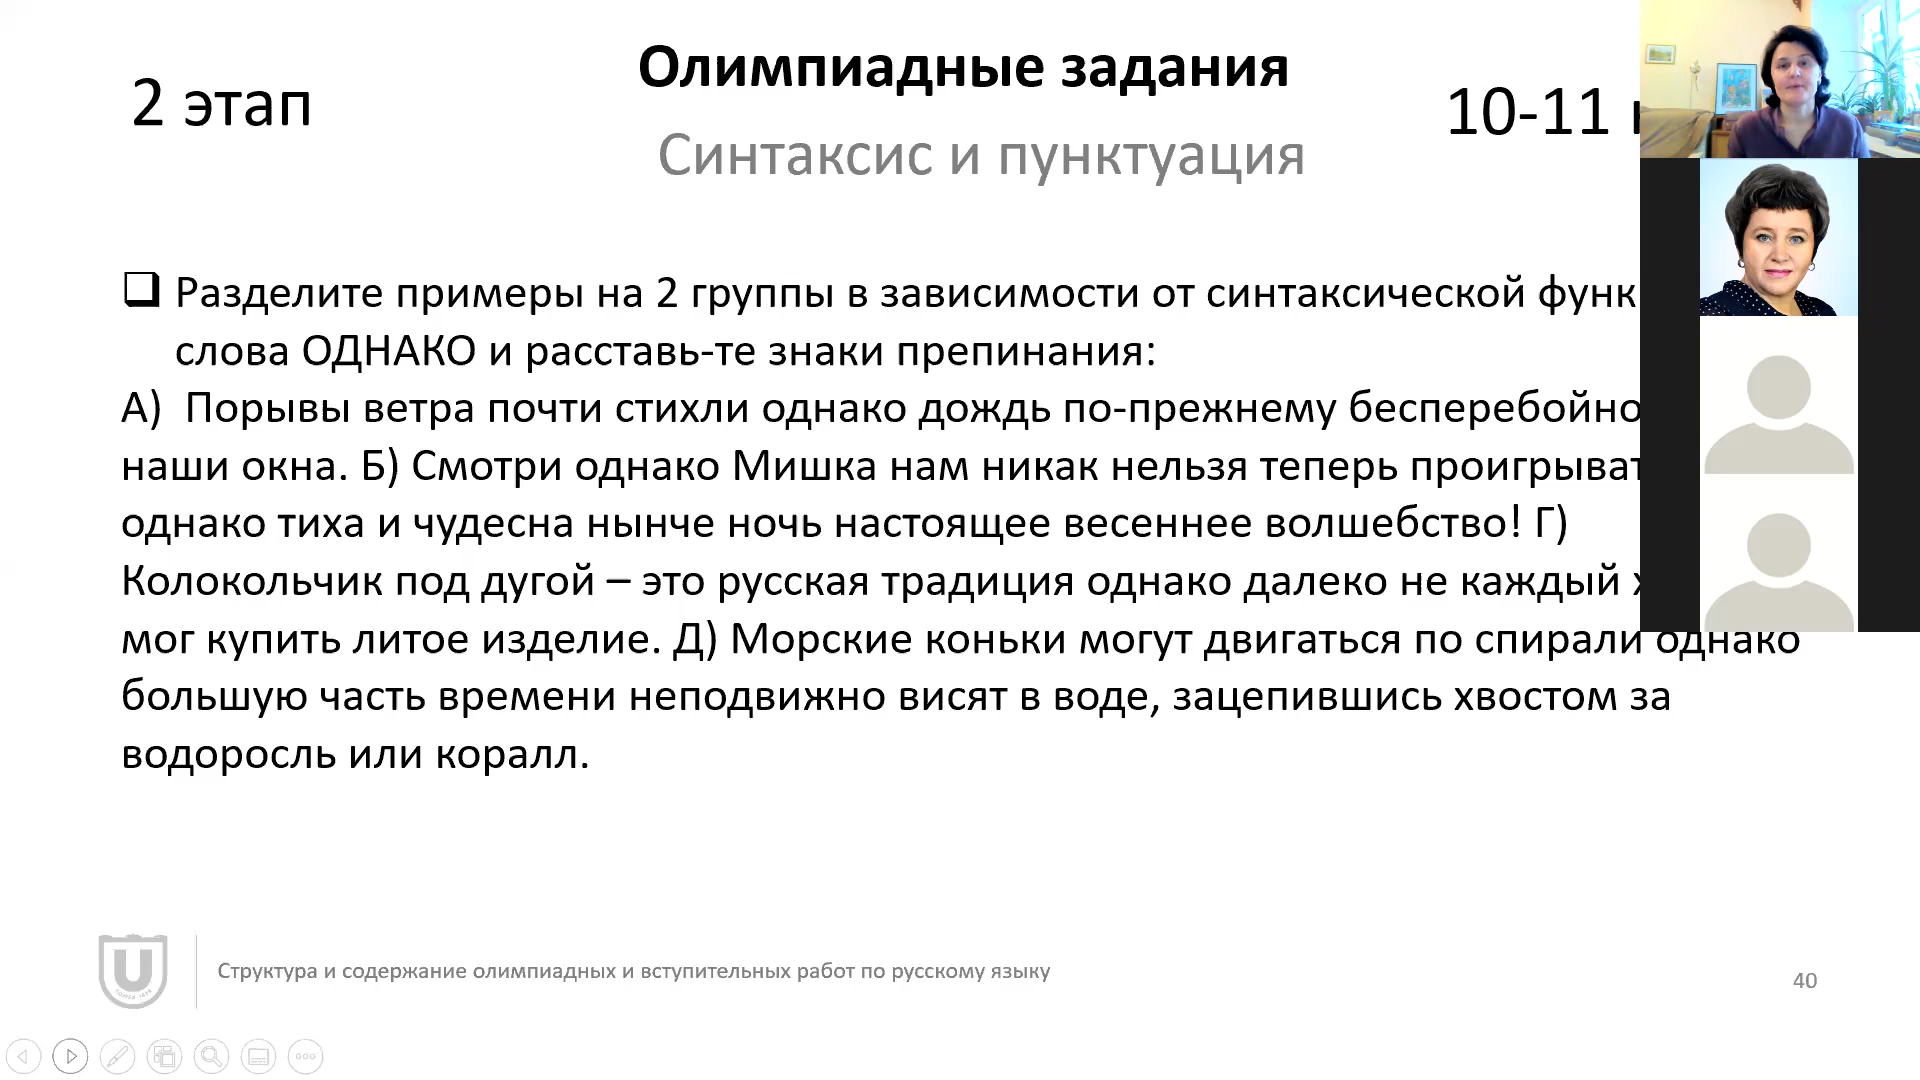 2 этап
Олимпиадные задания
10-11
Синтаксис и пунктуация
Разделите примеры на 2 группы в зависимости от синтаксической
слова ОДНАКО и расставь-те знаки препинания:
А) Порывы ветра почти стихли однако дождь по-прежнему бесперебойно
наши окна. Б) Смотри однако Мишка нам никак нельзя теперь
однако тиха и чудесна нынче ночь настоящее весеннее волшебство! Г)
Колокольчик под дугой – это русская традиция однако далеко не каждый
мог купить литое изделие. Д) Морские коньки могут двигаться по спирали однако
большую часть времени неподвижно висят в воде, зацепившись хвостом за
водоросль или коралл.
Структура и содержание олимпиадных и вступительных работ по русскому языку
40